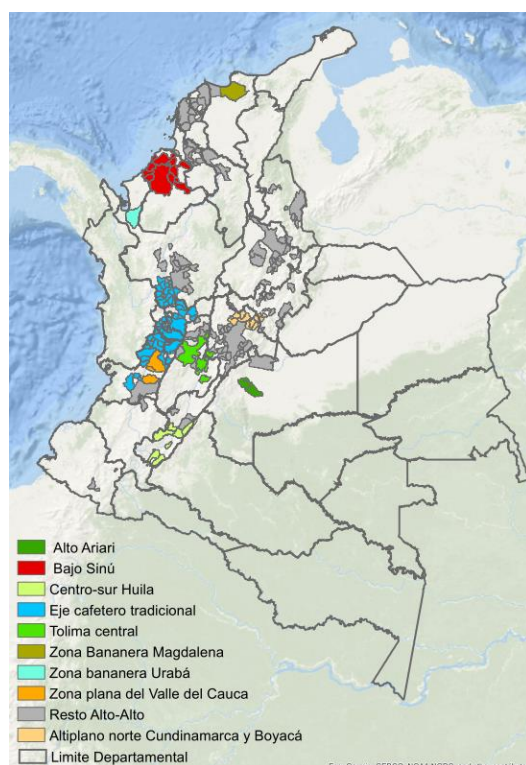 Alto Ariari
Bajo Sinú
Centro-sur Huila
Eje cafetero tradicional
Tolima central
Zona Bananera Magdalena
Zona bananera Urabá
Zona plana del Valle del Cauca
Resto Alto-Alto
Altiplano norte Cundinamarca y Boyacá
Limite Departamental